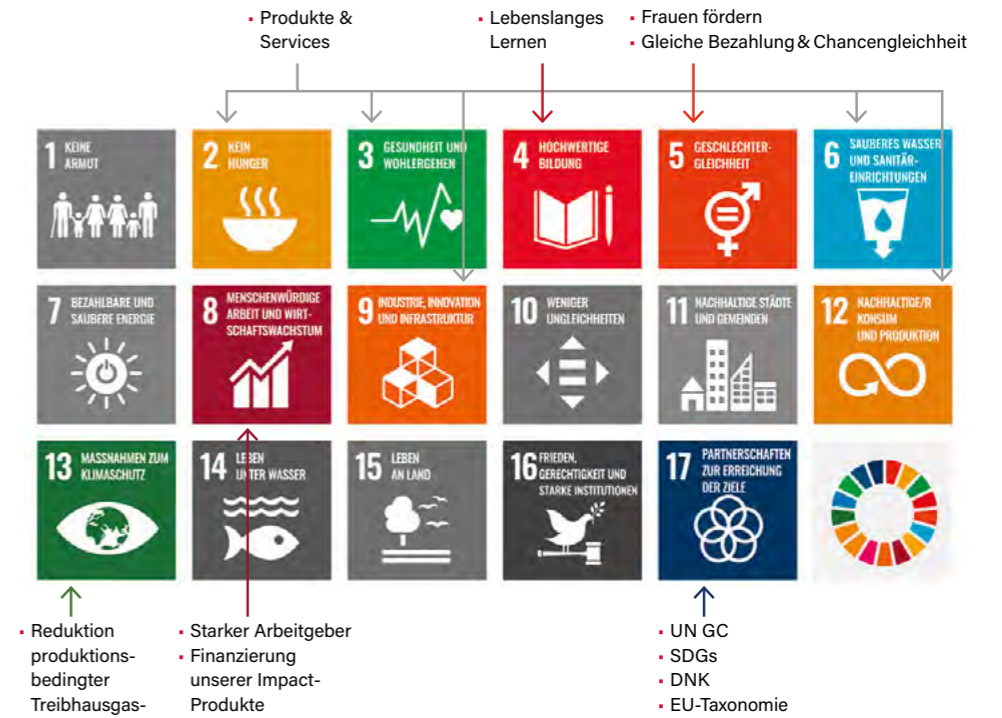 ▪ Produkte &
Services
▪ Lebenslanges
Lernen
▪ Frauen fördern
▪ Gleiche Bezahlung & Chancengleichheit
1 KEINE
ARMUT
2 KEIN
HUNGER
3 GESUNDHEIT UND
WOHLERGEHEN
4 HOCHWERTIGE
BILDUNG
5 GESCHLECHTER-
GLEICHHEIT
6 SAUBERES WASSER
UND SANITÄR-
EINRICHTUNGEN
7 BEZAHLBARE UND
SAUBERE ENERGIE
8 MENSCHENWÜRDIGE
ARBEIT UND WIRT-
SCHAFTSWACHSTUM
9 INDUSTRIE, INNOVATION
UND INFRASTRUKTUR
10 WENIGER
UNGLEICHHEITEN
11 NACHHALTIGE STÄDTE
UND GEMEINDEN
12 NACHHALTIGE/R
KONSUM
UND PRODUKTION
13 MASSNAHMEN ZUM
KLIMASCHUTZ
14 LEBEN
UNTER WASSER
15 LEBEN
AN LAND
16 FRIEDEN,
GERECHTIGKEIT UND
STARKE INSTITUTIONEN
17 PARTNERSCHAFTEN
ZUR ERREICHUNG
DER ZIELE
▪ Reduktion
produktions-
bedingter
Treibhausgas-
▪ Starker Arbeitgeber
▪ Finanzierung
unserer Impact-
Produkte
▪ UN GC
▪ SDGs
▪ DNK
▪ EU-Taxonomie